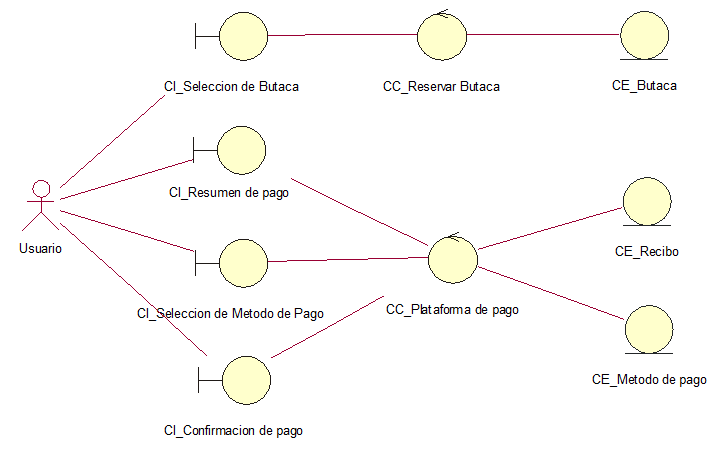 CI_Seleccion de Butaca
CC_Reservar Butaca
CE_Butaca
CI_Resumen de pago
Usuario
CE_Recibo
CI_Seleccion de Metodo de Pago
CC_Plataforma de pago
CE_Metodo de pago
CI_Confirmacion de pago